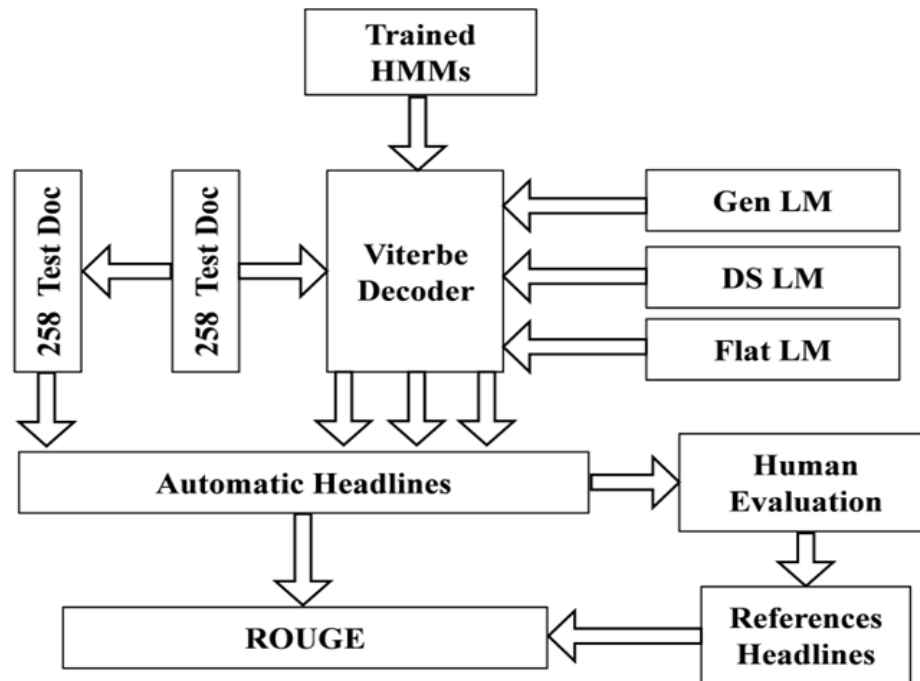 Trained
HMMs
258 Test Doc
258 Test Doc
Viterbe
Decoder
Gen LM
DS LM
Flat LM
Automatic Headlines
Human
Evaluation
ROUGE
References
Headlines